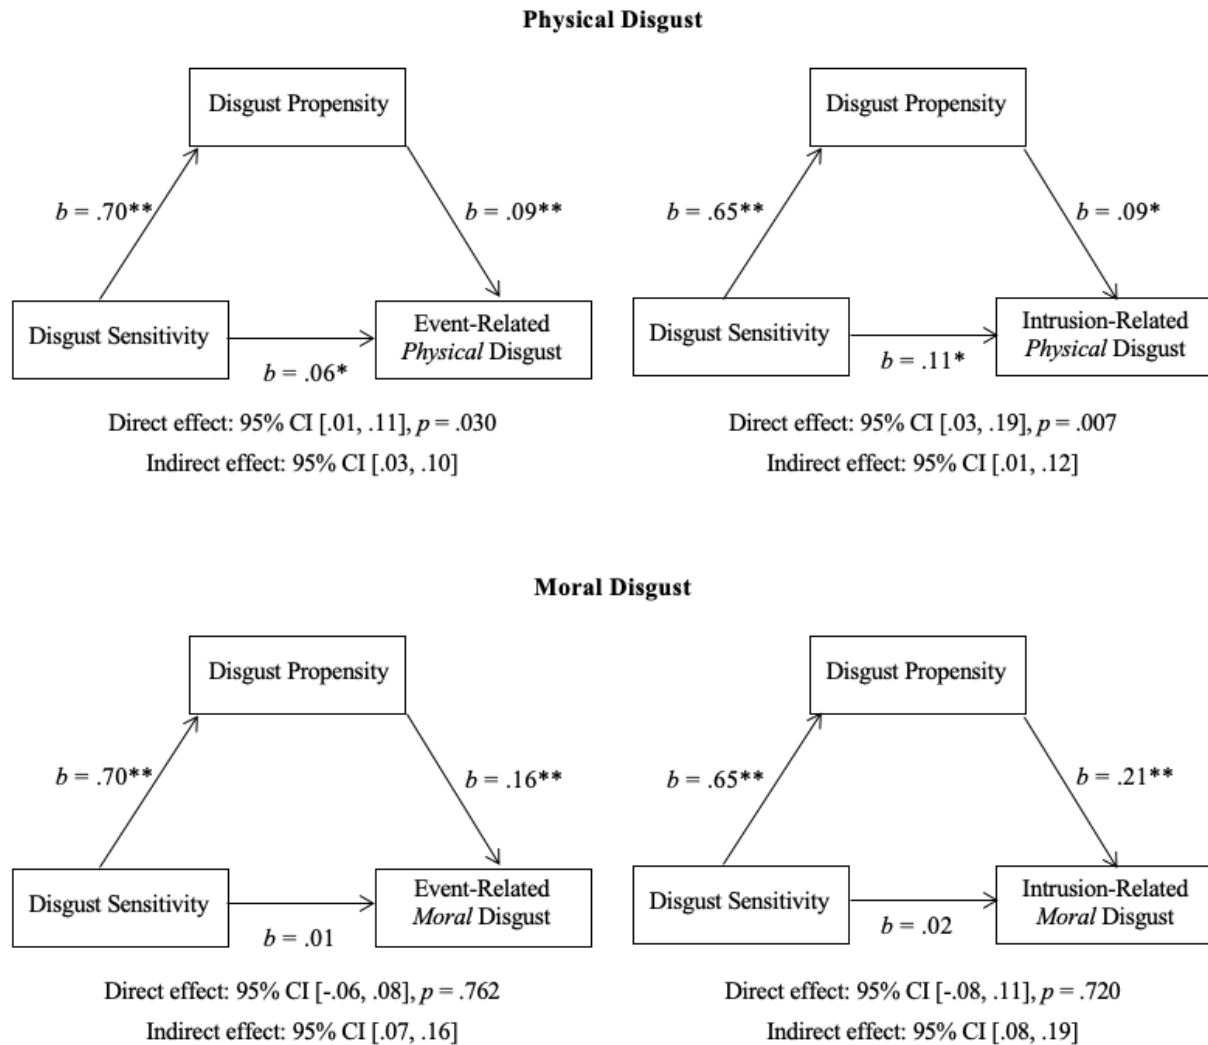 Physical Disgust
Disgust Propensity
b = .70**
b = .09**
Disgust Sensitivity
Event-Related
Physical Disgust
b = .06*
Direct effect: 95% CI [.01, .11], p = .030
Indirect effect: 95% CI [.03, .10]
Disgust Propensity
b = .65**
b = .09*
Disgust Sensitivity
Intrusion-Related
Physical Disgust
b = .11*
Direct effect: 95% CI [.03, .19], p = .007
Indirect effect: 95% CI [.01, .12]
Moral Disgust
Disgust Propensity
b = .70**
b = .16**
Disgust Sensitivity
Event-Related
Moral Disgust
b = .01
Direct effect: 95% CI [-.06, .08], p = .762
Indirect effect: 95% CI [.07, .16]
Disgust Propensity
b = .65**
b = .21**
Disgust Sensitivity
Intrusion-Related
Moral Disgust
b = .02
Direct effect: 95% CI [-.08, .11], p = .720
Indirect effect: 95% CI [.08, .19]